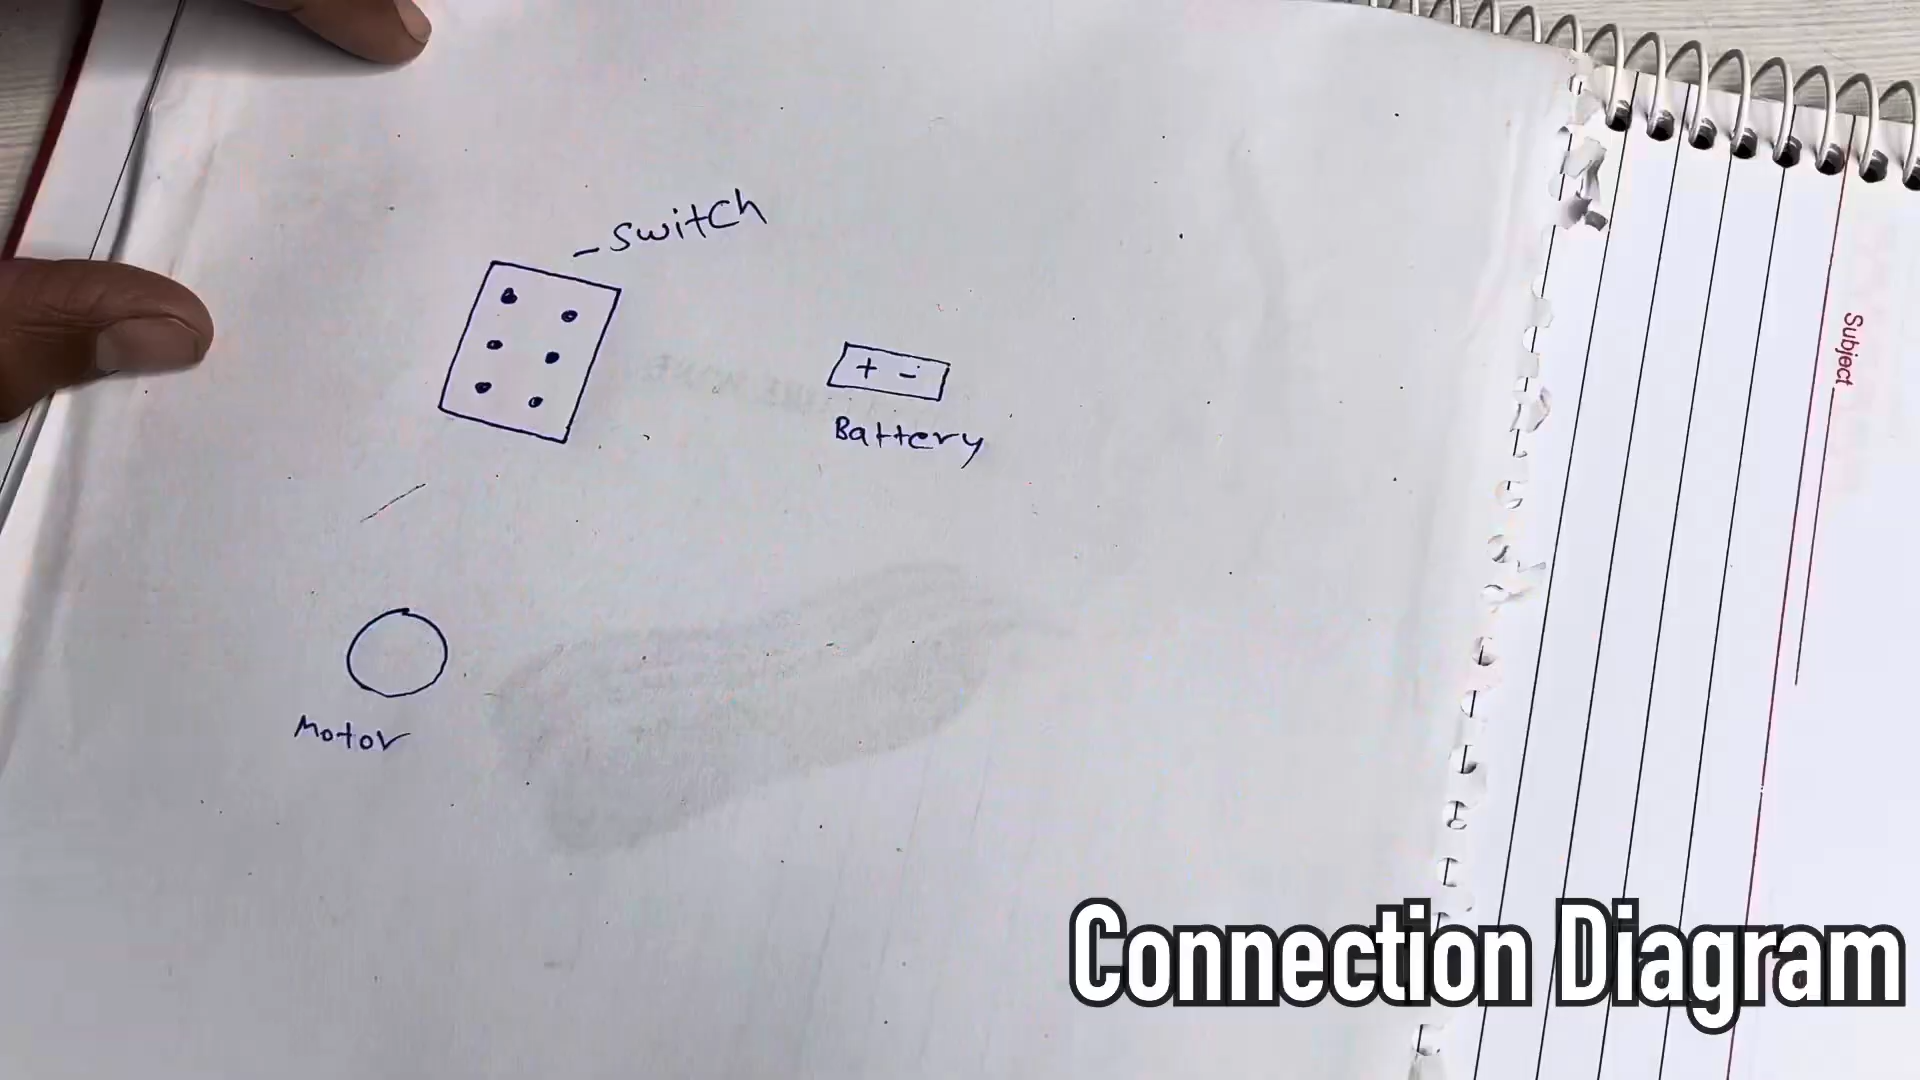 Switch
+ -
Battery
Motor
Subject
Connection Diagram